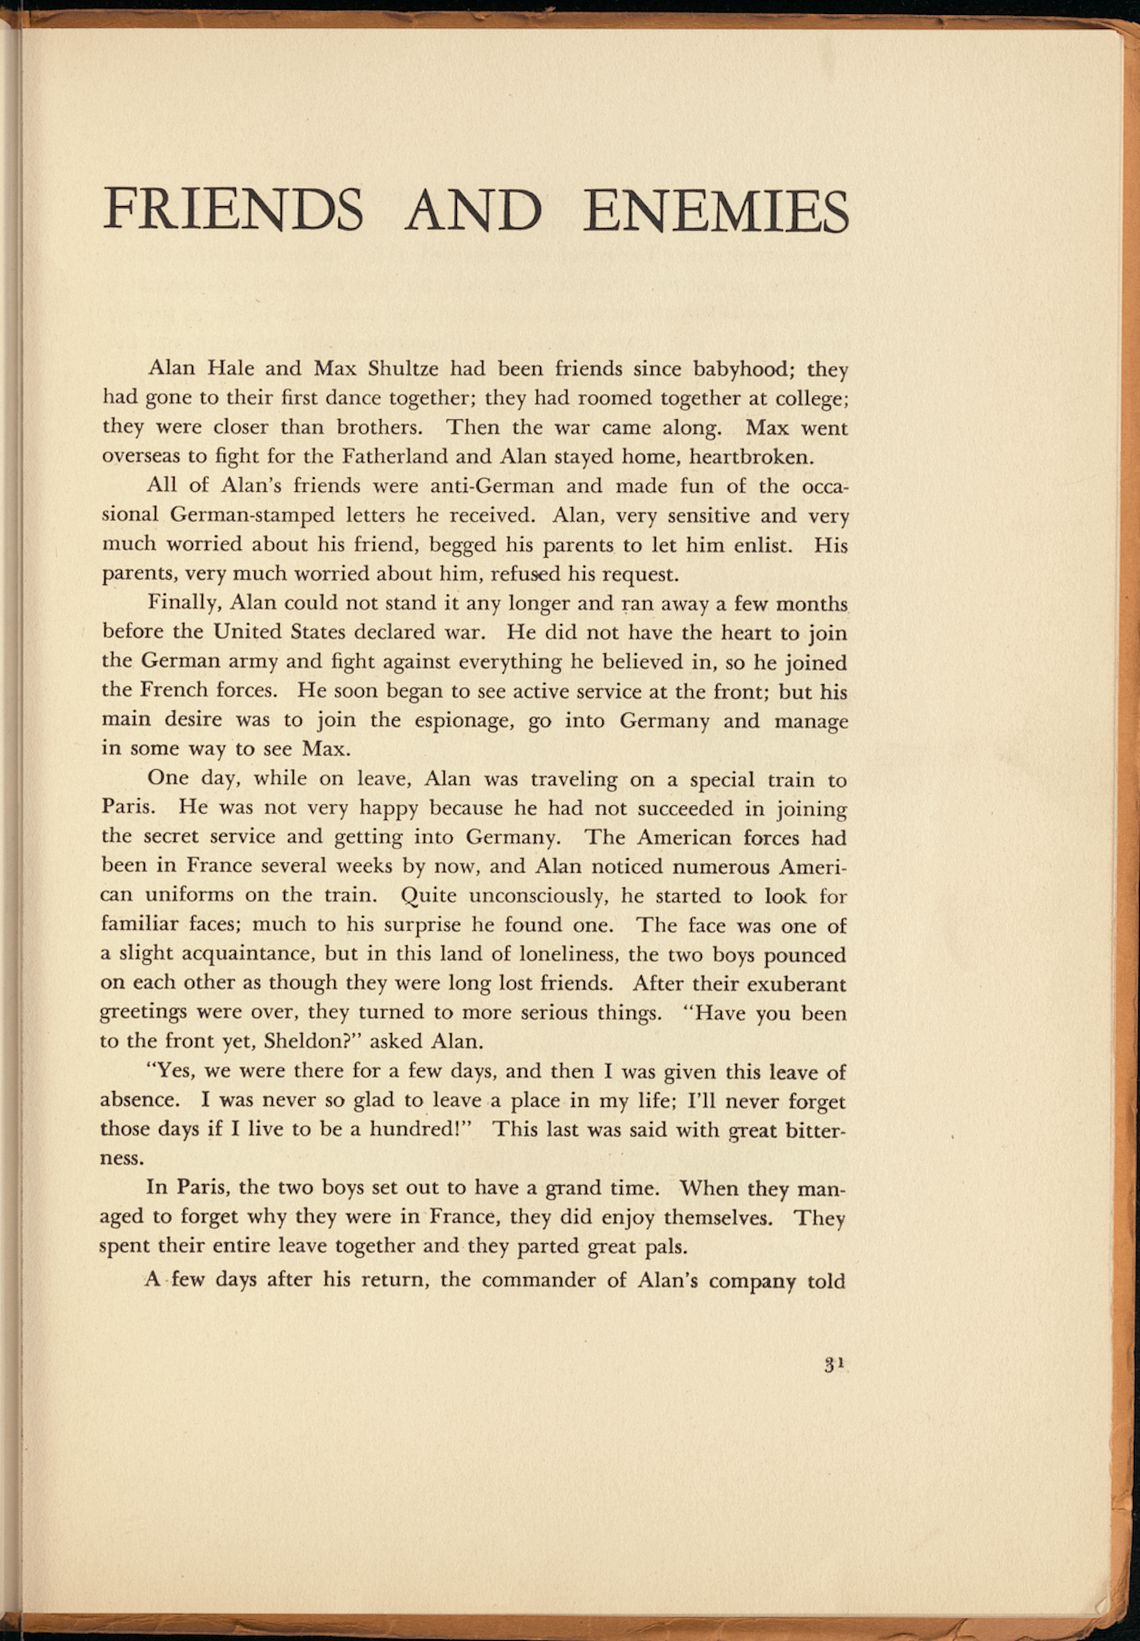 FRIENDS AND ENEMIES
Alan Hale and Max Shultze had been friends since babyhood; they
had gone to their first dance together; they had roomed together at college;
they were closer than brothers. Then the war came along. Max went
overseas to fight for the Fatherland and Alan stayed home, heartbroken.
All of Alan's friends were anti-German and made fun of the occa-
sional German-stamped letters he received. Alan, very sensitive and very
much worried about his friend, begged his parents to let him enlist. His
parents, very much worried about him, refused his request.
Finally, Alan could not stand it any longer and ran away a few months
before the United States declared war. He did not have the heart to join
the German army and fight against everything he believed in, so he joined
the French forces. He soon began to see active service at the front; but his
main desire was to join the espionage, go into Germany and manage
in some way to see Max.
One day, while on leave, Alan was traveling on a special train to
Paris. He was not very happy because he had not succeeded in joining
the secret service and getting into Germany. The American forces had
been in France several weeks by now, and Alan noticed numerous Ameri-
can uniforms on the train. Quite unconsciously, he started to look for
familiar faces; much to his surprise he found one. The face was one of
a slight acquaintance, but in this land of loneliness, the two boys pounced
on each other as though they were long lost friends. After their exuberant
greetings were over, they turned to more serious things. "Have you been
to the front yet, Sheldon?" asked Alan.
"Yes, we were there for a few days, and then I was given this leave of
absence. I was never so glad to leave a place in my life; I'll never forget
those days if I live to be a hundred!" This last was said with great bitter-
ness.
In Paris, the two boys set out to have a grand time. When they man-
aged to forget why they were in France, they did enjoy themselves. They
spent their entire leave together and they parted great pals.
A few days after his return, the commander of Alan's company told
31